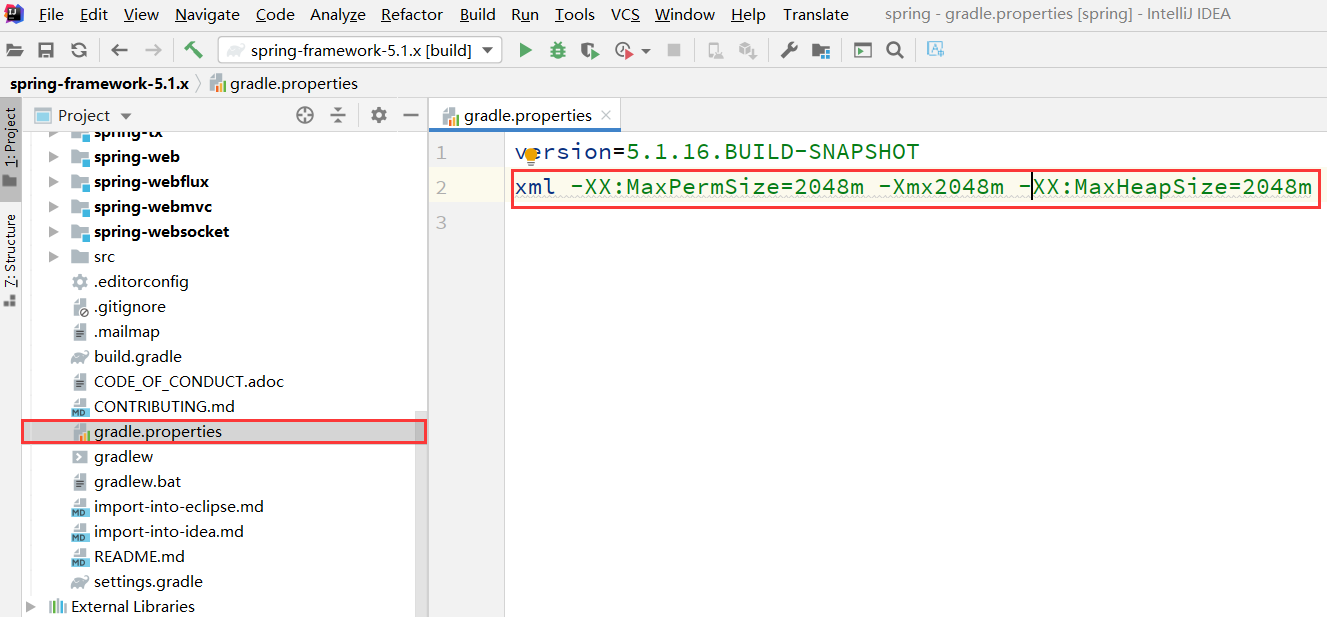 File Edit View Navigate Code Analyze Refactor Build Run Tools VCS Window Help Translate spring - gradle.properties [spring] - IntelliJ IDEA
spring-framework-5.1.x [build]
spring-framework-5.1.x gradle.properties
1: Project
Z: Structure
Project
spring-tx
spring-web
spring-webflux
spring-webmvc
spring-websocket
src
.editorconfig
.gitignore
.mailmap
build.gradle
CODE_OF_CONDUCT.adoc
CONTRIBUTING.md
gradle.properties
gradlew
gradlew.bat
import-into-eclipse.md
import-into-idea.md
README.md
settings.gradle
External Libraries
gradle.properties
1 version=5.1.16.BUILD-SNAPSHOT
2 xml -XX:MaxPermSize=2048m -Xmx2048m -XX:MaxHeapSize=2048m
3